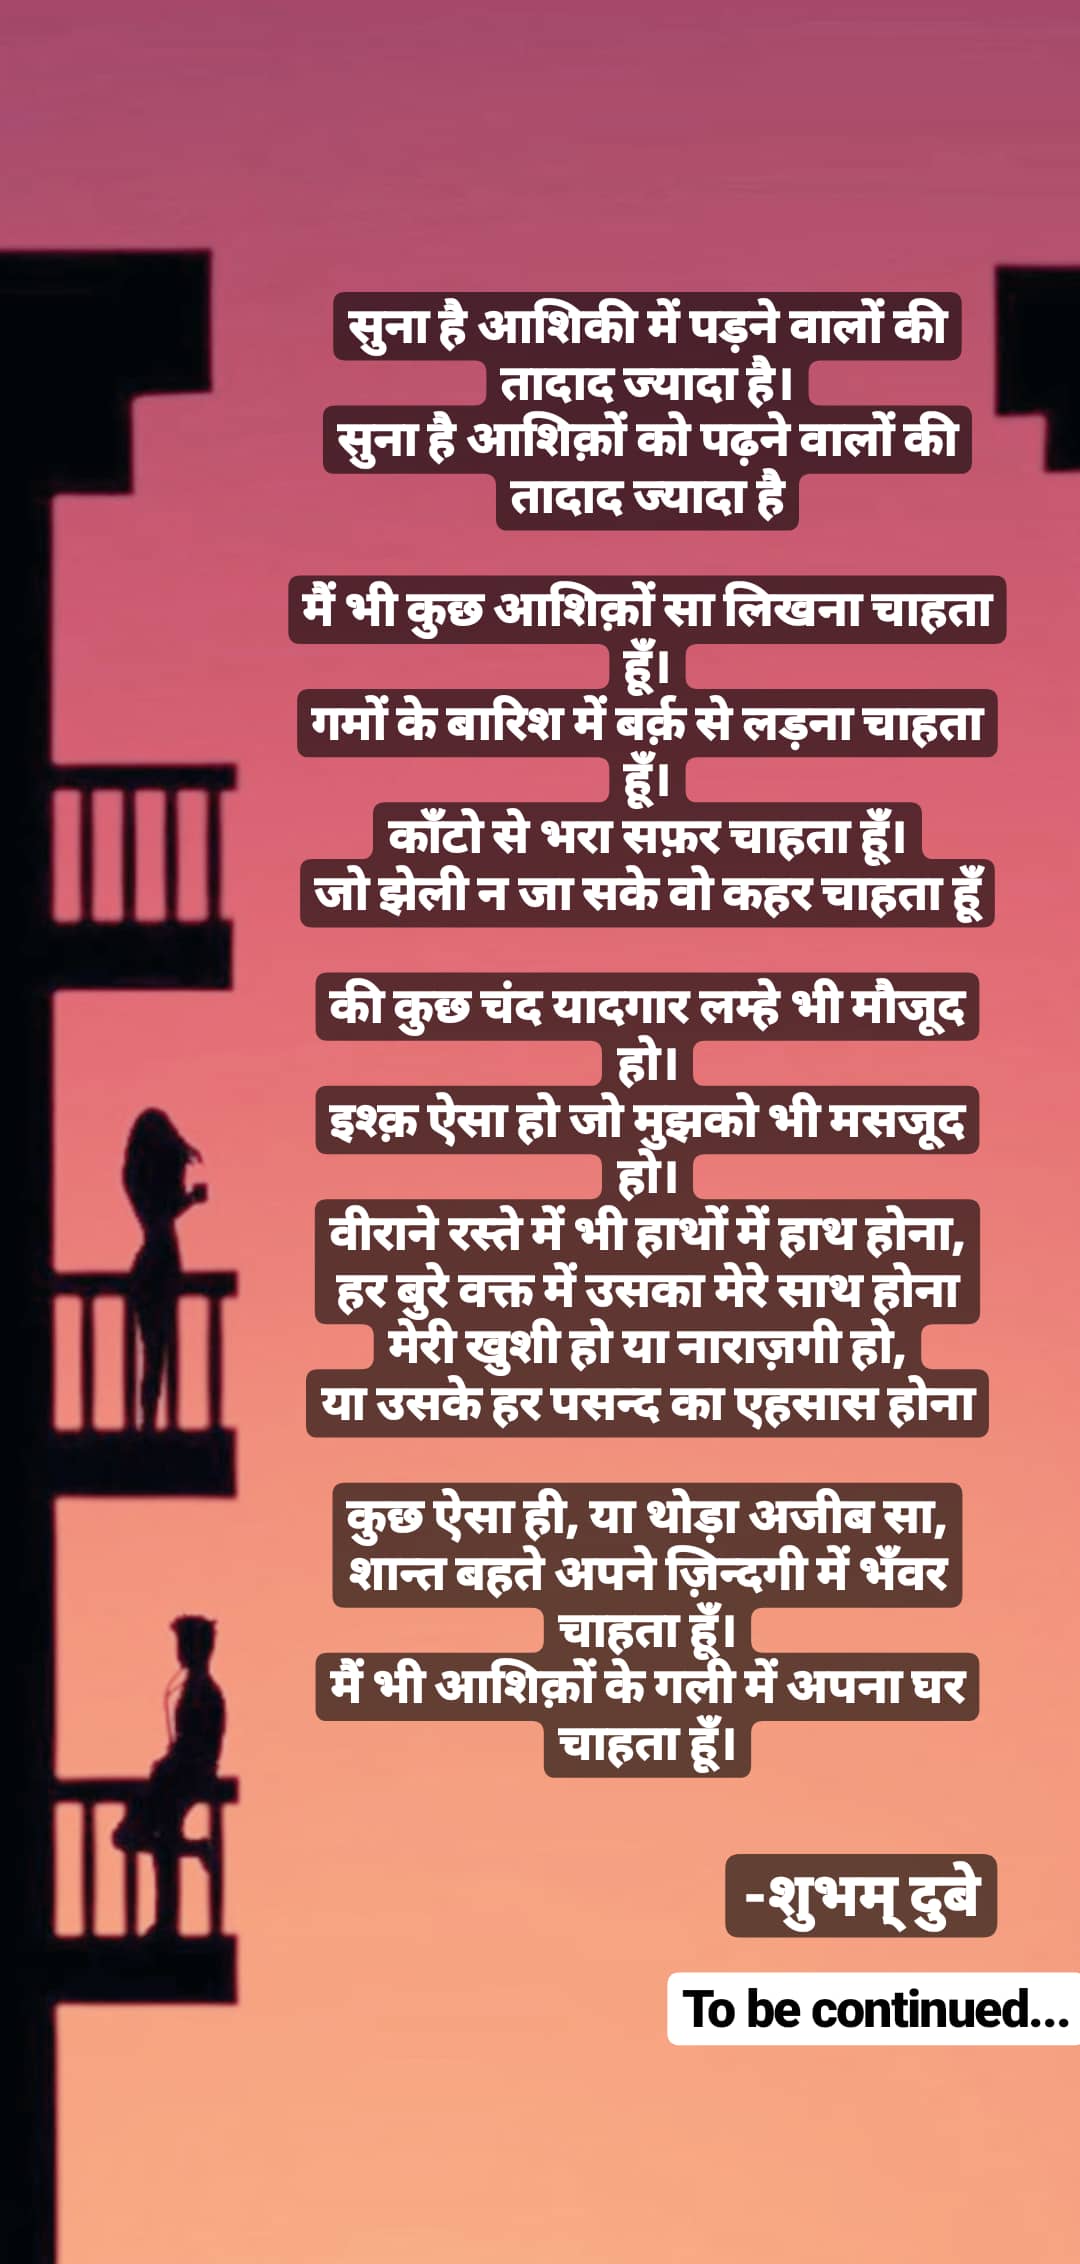 सुना है आशिकी में पड़ने वालों की
तादाद ज्यादा है।
सुना है आशिक़ों को पढ़ने वालों की
तादाद ज्यादा है
मैं भी कुछ आशिक़ों सा लिखना चाहता
हूँ।
गमों के बारिश में बर्क़ से लड़ना चाहता
हूँ।
काँटो से भरा सफ़र चाहता हूँ।
जो झेली न जा सके वो कहर चाहता हूँ
की कुछ चंद यादगार लम्हे भी मौजूद
हो।
इश्क़ ऐसा हो जो मुझको भी मसजूद
हो।
वीराने रस्ते में भी हाथों में हाथ होना,
हर बुरे वक्त में उसका मेरे साथ होना
मेरी खुशी हो या नाराज़गी हो,
या उसके हर पसन्द का एहसास होना
कुछ ऐसा ही, या थोड़ा अजीब सा,
शान्त बहते अपने ज़िन्दगी में भँवर
चाहता हूँ।
मैं भी आशिक़ों के गली में अपना घर
चाहता हूँ।
-शुभम् दुबे
To be continued...